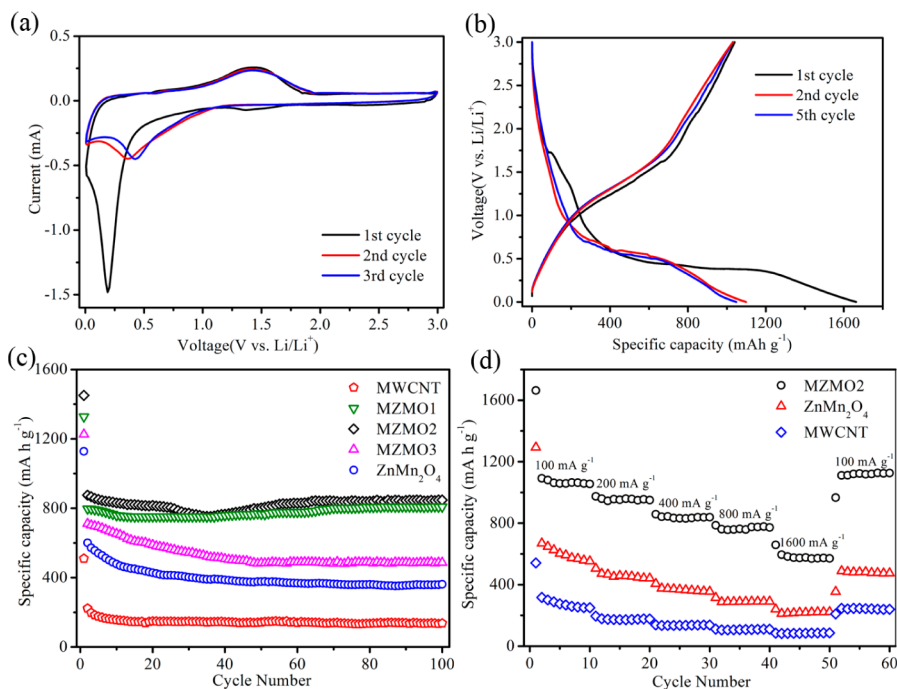 (a)
0.5
0.0
-0.5
-1.0
-1.5
Current (mA)
1st cycle
2nd cycle
3rd cycle
0.0 0.5 1.0 1.5 2.0 2.5 3.0
Voltage(V vs. Li/Li⁺)
(b)
3.0
2.5
2.0
1.5
1.0
0.5
0.0
Voltage(V vs. Li/Li⁺)
1st cycle
2nd cycle
5th cycle
0 400 800 1200 1600
Specific capacity (mAh g⁻¹)
(c)
1600
1200
800
400
0
Specific capacity (mA h g⁻¹)
MWCNT
MZMO1
MZMO2
MZMO3
ZnMn₂O₄
0 20 40 60 80 100
Cycle Number
(d)
1600
1200
800
400
0
Specific capacity (mA h g⁻¹)
MZMO2
ZnMn₂O₄
MWCNT
100 mA g⁻¹
200 mA g⁻¹
400 mA g⁻¹
800 mA g⁻¹
1600 mA g⁻¹
100 mA g⁻¹
0 10 20 30 40 50 60
Cycle Number